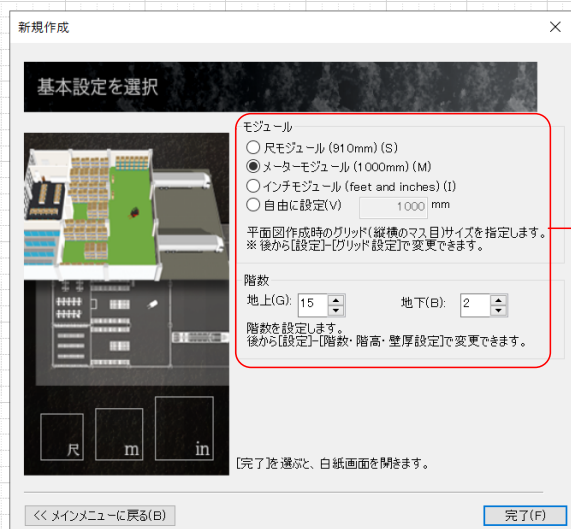 新規作成
基本設定を選択
モジュール
尺モジュール (910mm) (S)
メーターモジュール (1000mm) (M)
インチモジュール (feet and inches) (I)
自由に設定(V) 1000 mm
平面図作成時のグリッド(縦横のマス目)サイズを指定します。
※後から[設定]-[グリッド設定]で変更できます。
階数
地上(G): 15 地下(B): 2
階数を設定します。
後から[設定]-[階数・階高・壁厚設定]で変更できます。
尺 m in
[完了]を選ぶと、白紙画面を開きます。
<< メインメニューに戻る(B) 完了(F)